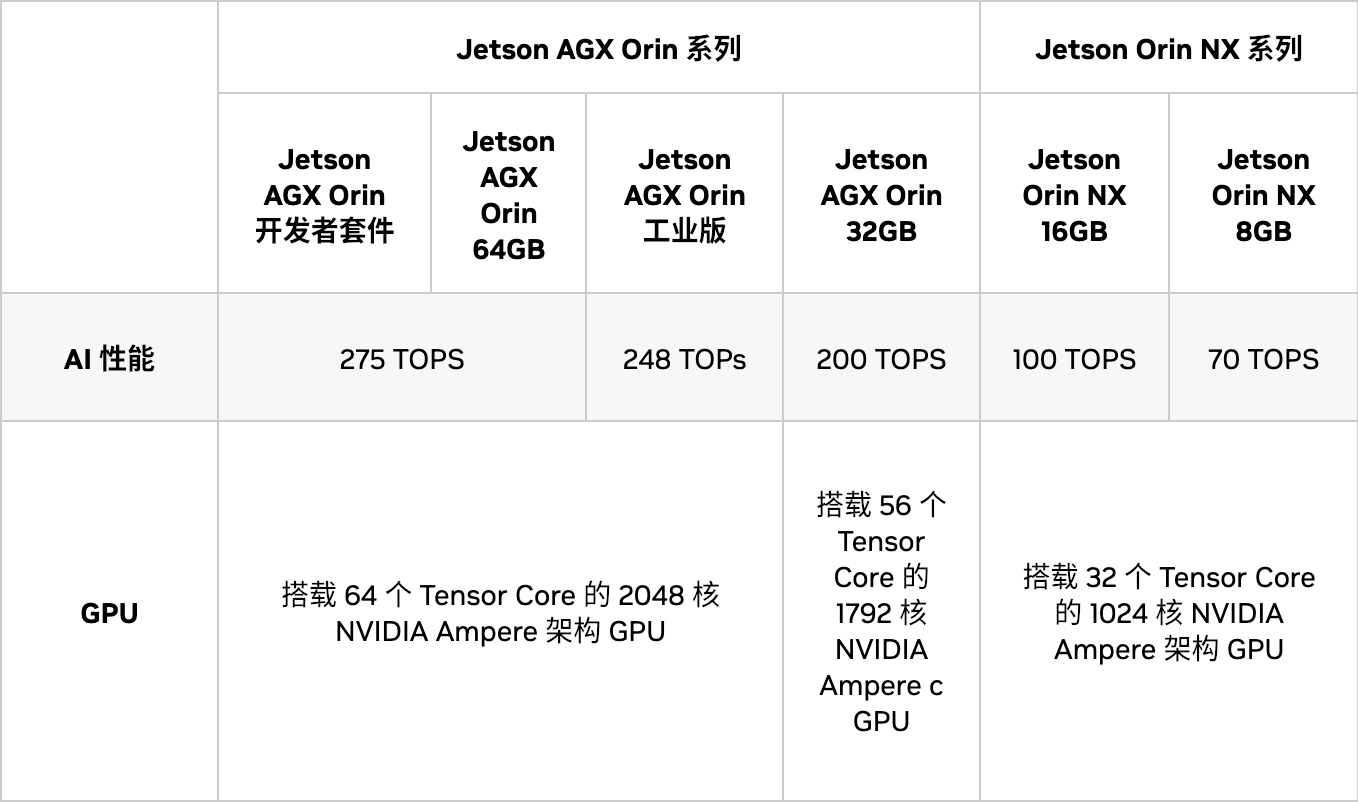 Jetson AGX Orin 系列
Jetson Orin NX 系列
Jetson
AGX Orin
开发者套件
Jetson
AGX
Orin
64GB
Jetson
AGX Orin
工业版
Jetson
AGX Orin
32GB
Jetson
Orin NX
16GB
Jetson
Orin NX
8GB
AI 性能
275 TOPS
248 TOPs
200 TOPS
100 TOPS
70 TOPS
GPU
搭载 64 个 Tensor Core 的 2048 核
NVIDIA Ampere 架构 GPU
搭载 56 个
Tensor
Core 的
1792 核
NVIDIA
Ampere c
GPU
搭载 32 个 Tensor Core
的 1024 核 NVIDIA
Ampere 架构 GPU